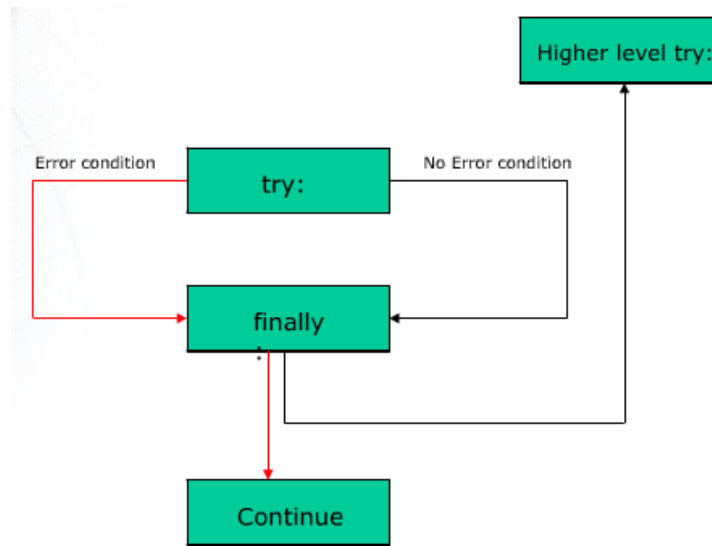 Higher level try:
Error condition
No Error condition
try:
finally
:
Continue